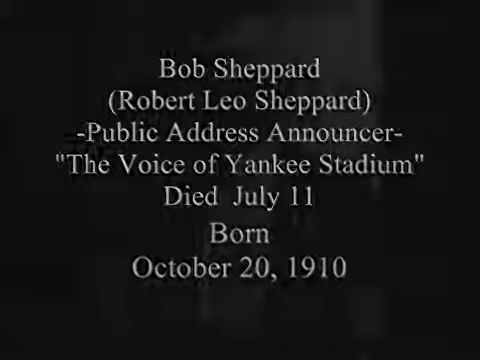 Bob Sheppard
(Robert Leo Sheppard)
-Public Address Announcer-
"The Voice of Yankee Stadium"
Died July 11
Born
October 20, 1910